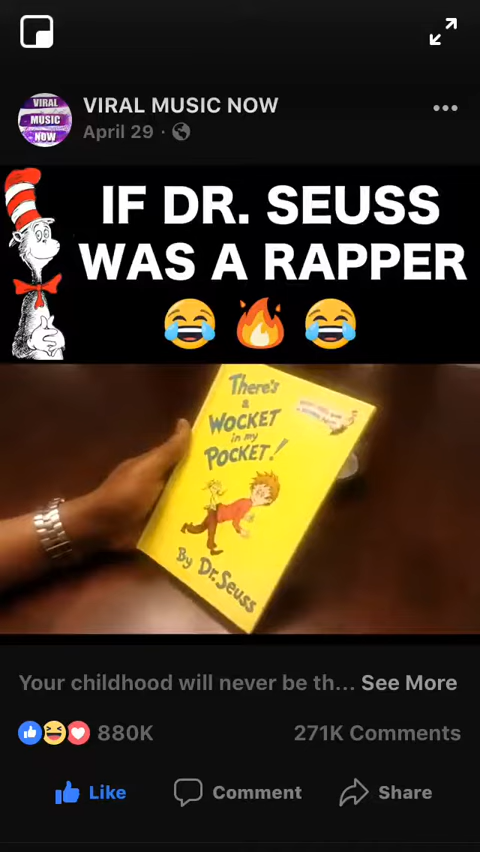 VIRAL MUSIC NOW
VIRAL MUSIC NOW
April 29 ·
IF DR. SEUSS
WAS A RAPPER
There's
a
WOCKET
in my
POCKET!
By Dr. Seuss
Your childhood will never be th... See More
880K
271K Comments
Like
Comment
Share